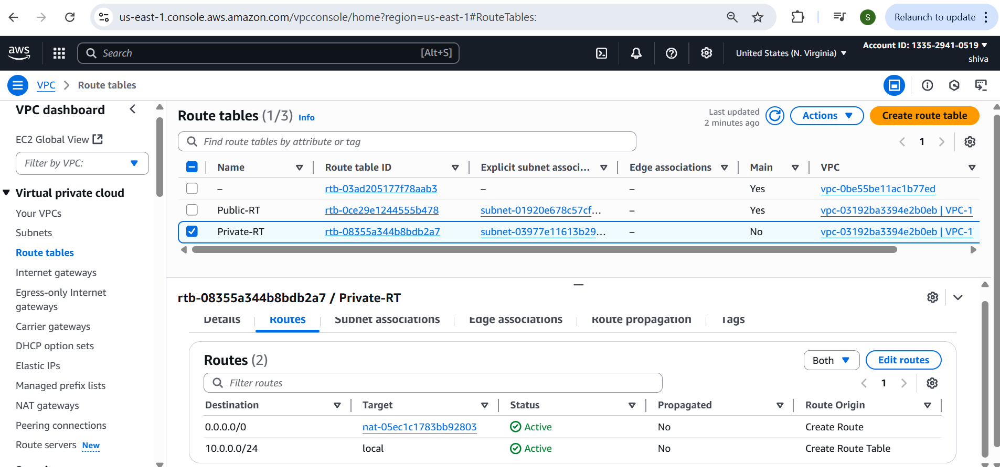 us-east-1.console.aws.amazon.com/vpcconsole/home?region=us-east-1#RouteTables:
S
Relaunch to update
aws
Search
[Alt+S]
United States (N. Virginia)
Account ID: 1335-2941-0519
shiva
VPC
Route tables
VPC dashboard
EC2 Global View
Filter by VPC:
Virtual private cloud
Your VPCs
Subnets
Route tables
Internet gateways
Egress-only Internet
gateways
Carrier gateways
DHCP option sets
Elastic IPs
Managed prefix lists
NAT gateways
Peering connections
Route servers New
Route tables (1/3) Info
Last updated
2 minutes ago
Actions
Create route table
Find route tables by attribute or tag
1
Name Route table ID Explicit subnet associ... Edge associations Main VPC
– rtb-03ad205177f78aab3 – – Yes vpc-0be55be11ac1b77ed
Public-RT rtb-0ce29e1244555b478 subnet-01920e678c57cf... – Yes vpc-03192ba3394e2b0eb | VPC-1
Private-RT rtb-08355a344b8bdb2a7 subnet-03977e11613b29... – No vpc-03192ba3394e2b0eb | VPC-1
rtb-08355a344b8bdb2a7 / Private-RT
Details Routes Subnet associations Edge associations Route propagation Tags
Routes (2)
Both
Edit routes
Filter routes
1
Destination Target Status Propagated Route Origin
0.0.0.0/0 nat-05ec1c1783bb92803 Active No Create Route
10.0.0.0/24 local Active No Create Route Table